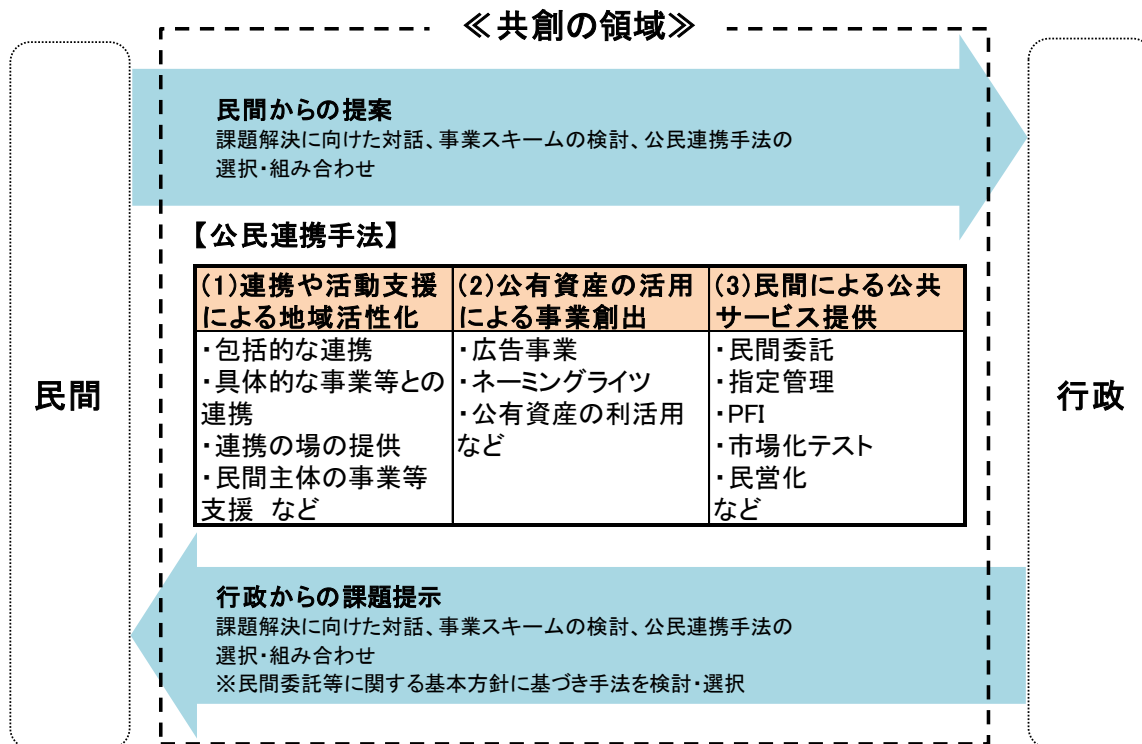 ≪共創の領域≫
民間からの提案
課題解決に向けた対話、事業スキームの検討、公民連携手法の
選択・組み合わせ
【公民連携手法】
(1)連携や活動支援
による地域活性化
・包括的な連携
・具体的な事業等との
連携
・連携の場の提供
・民間主体の事業等
支援 など
(2)公有資産の活用
による事業創出
・広告事業
・ネーミングライツ
・公有資産の利活用
など
(3)民間による公共
サービス提供
・民間委託
・指定管理
・PFI
・市場化テスト
・民営化
など
民間
行政
行政からの課題提示
課題解決に向けた対話、事業スキームの検討、公民連携手法の
選択・組み合わせ
※民間委託等に関する基本方針に基づき手法を検討・選択